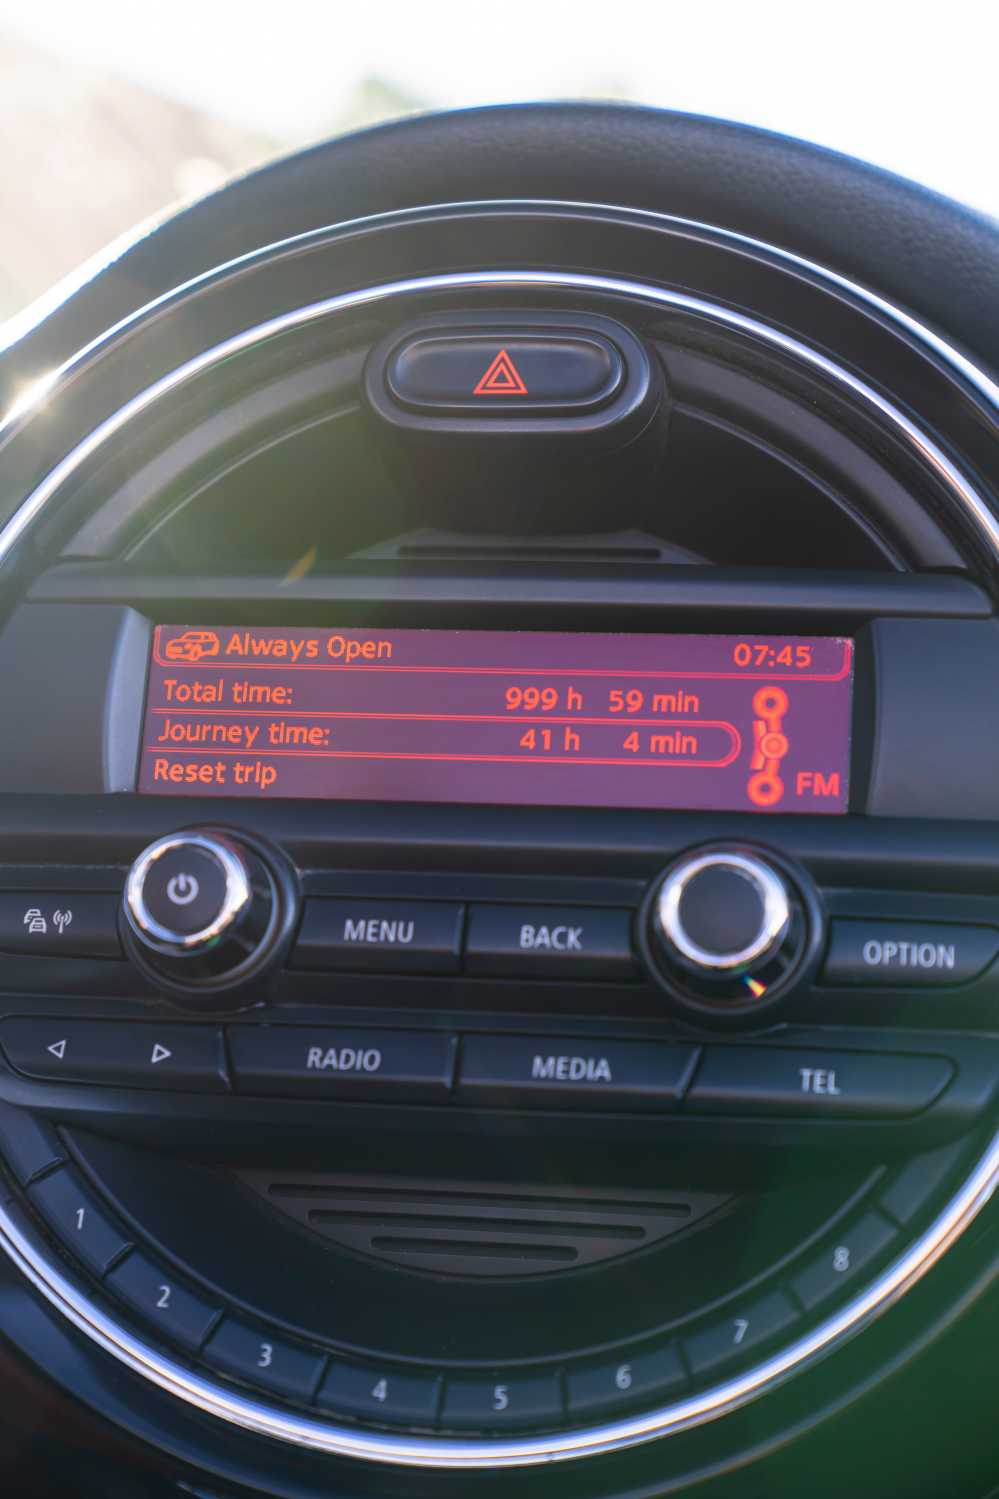 Always Open 07:45
Total time: 999 h 59 min
Journey time: 41 h 4 min
Reset trip
FM
MENU BACK OPTION
RADIO MEDIA TEL
1 2 3 4 5 6 7 8